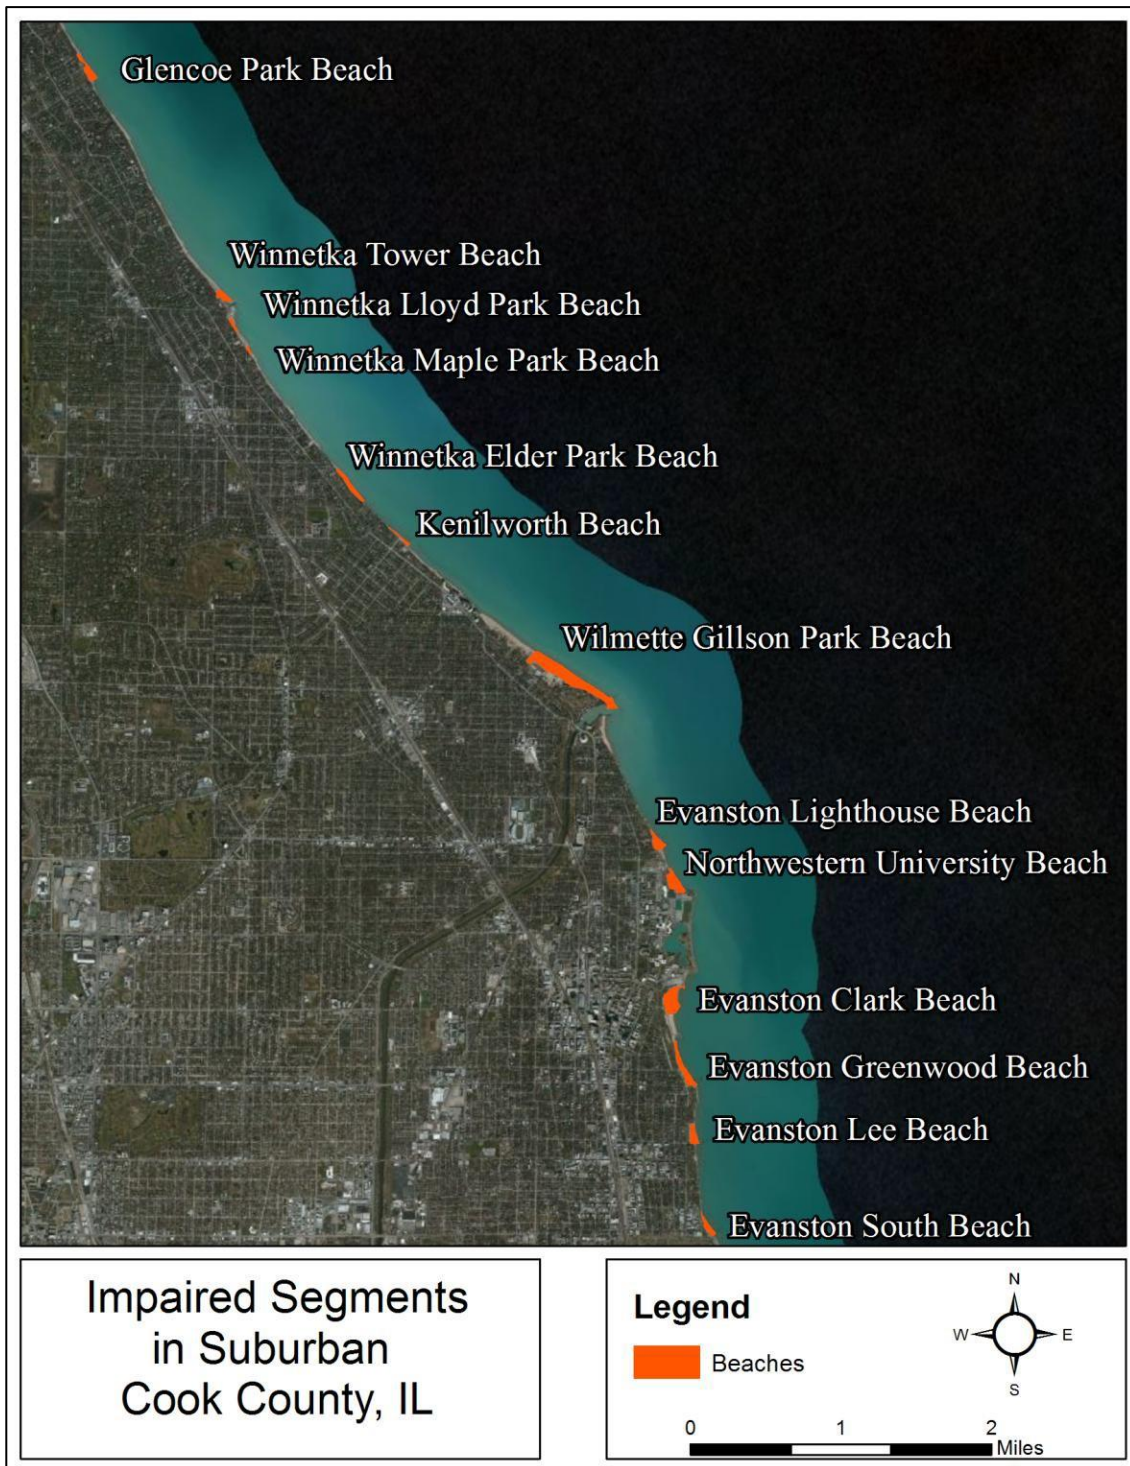 Glencoe Park Beach
Winnetka Tower Beach
Winnetka Lloyd Park Beach
Winnetka Maple Park Beach
Winnetka Elder Park Beach
Kenilworth Beach
Wilmette Gillson Park Beach
Evanston Lighthouse Beach
Northwestern University Beach
Evanston Clark Beach
Evanston Greenwood Beach
Evanston Lee Beach
Evanston South Beach
Impaired Segments
in Suburban
Cook County, IL
Legend
Beaches
N
W E
S
0 1 2
Miles